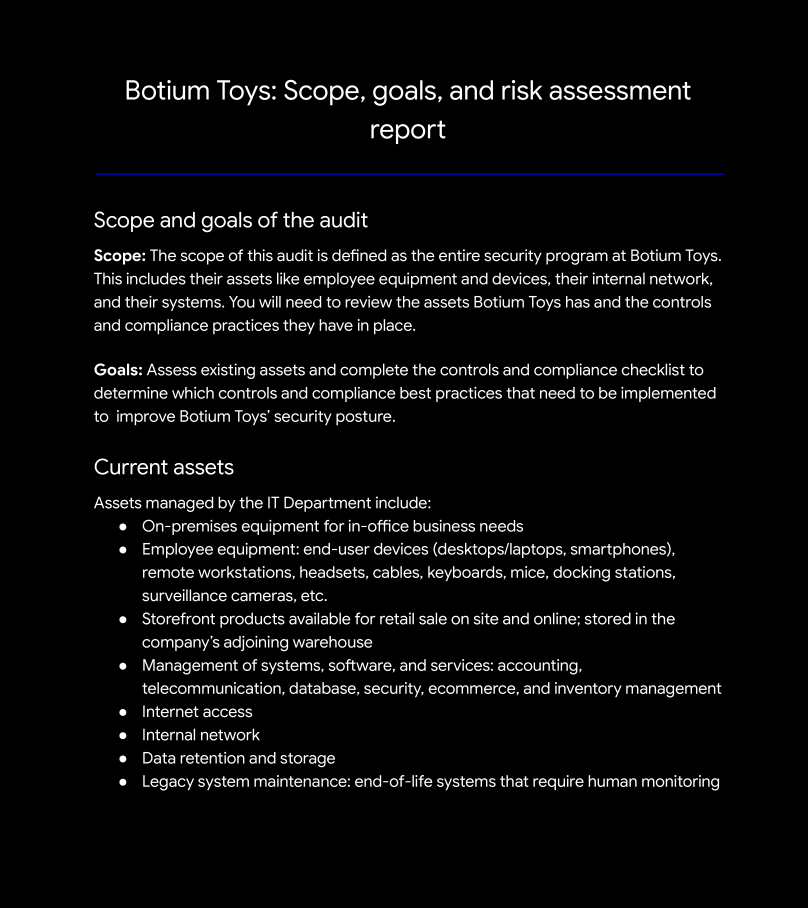 Botium Toys: Scope, goals, and risk assessment
report
Scope and goals of the audit
Scope: The scope of this audit is defined as the entire security program at Botium Toys.
This includes their assets like employee equipment and devices, their internal network,
and their systems. You will need to review the assets Botium Toys has and the controls
and compliance practices they have in place.
Goals: Assess existing assets and complete the controls and compliance checklist to
determine which controls and compliance best practices that need to be implemented
to  improve Botium Toys’ security posture.
Current assets
Assets managed by the IT Department include:
● On-premises equipment for in-office business needs
● Employee equipment: end-user devices (desktops/laptops, smartphones),
remote workstations, headsets, cables, keyboards, mice, docking stations,
surveillance cameras, etc.
● Storefront products available for retail sale on site and online; stored in the
company’s adjoining warehouse
● Management of systems, software, and services: accounting,
telecommunication, database, security, ecommerce, and inventory management
● Internet access
● Internal network
● Data retention and storage
● Legacy system maintenance: end-of-life systems that require human monitoring